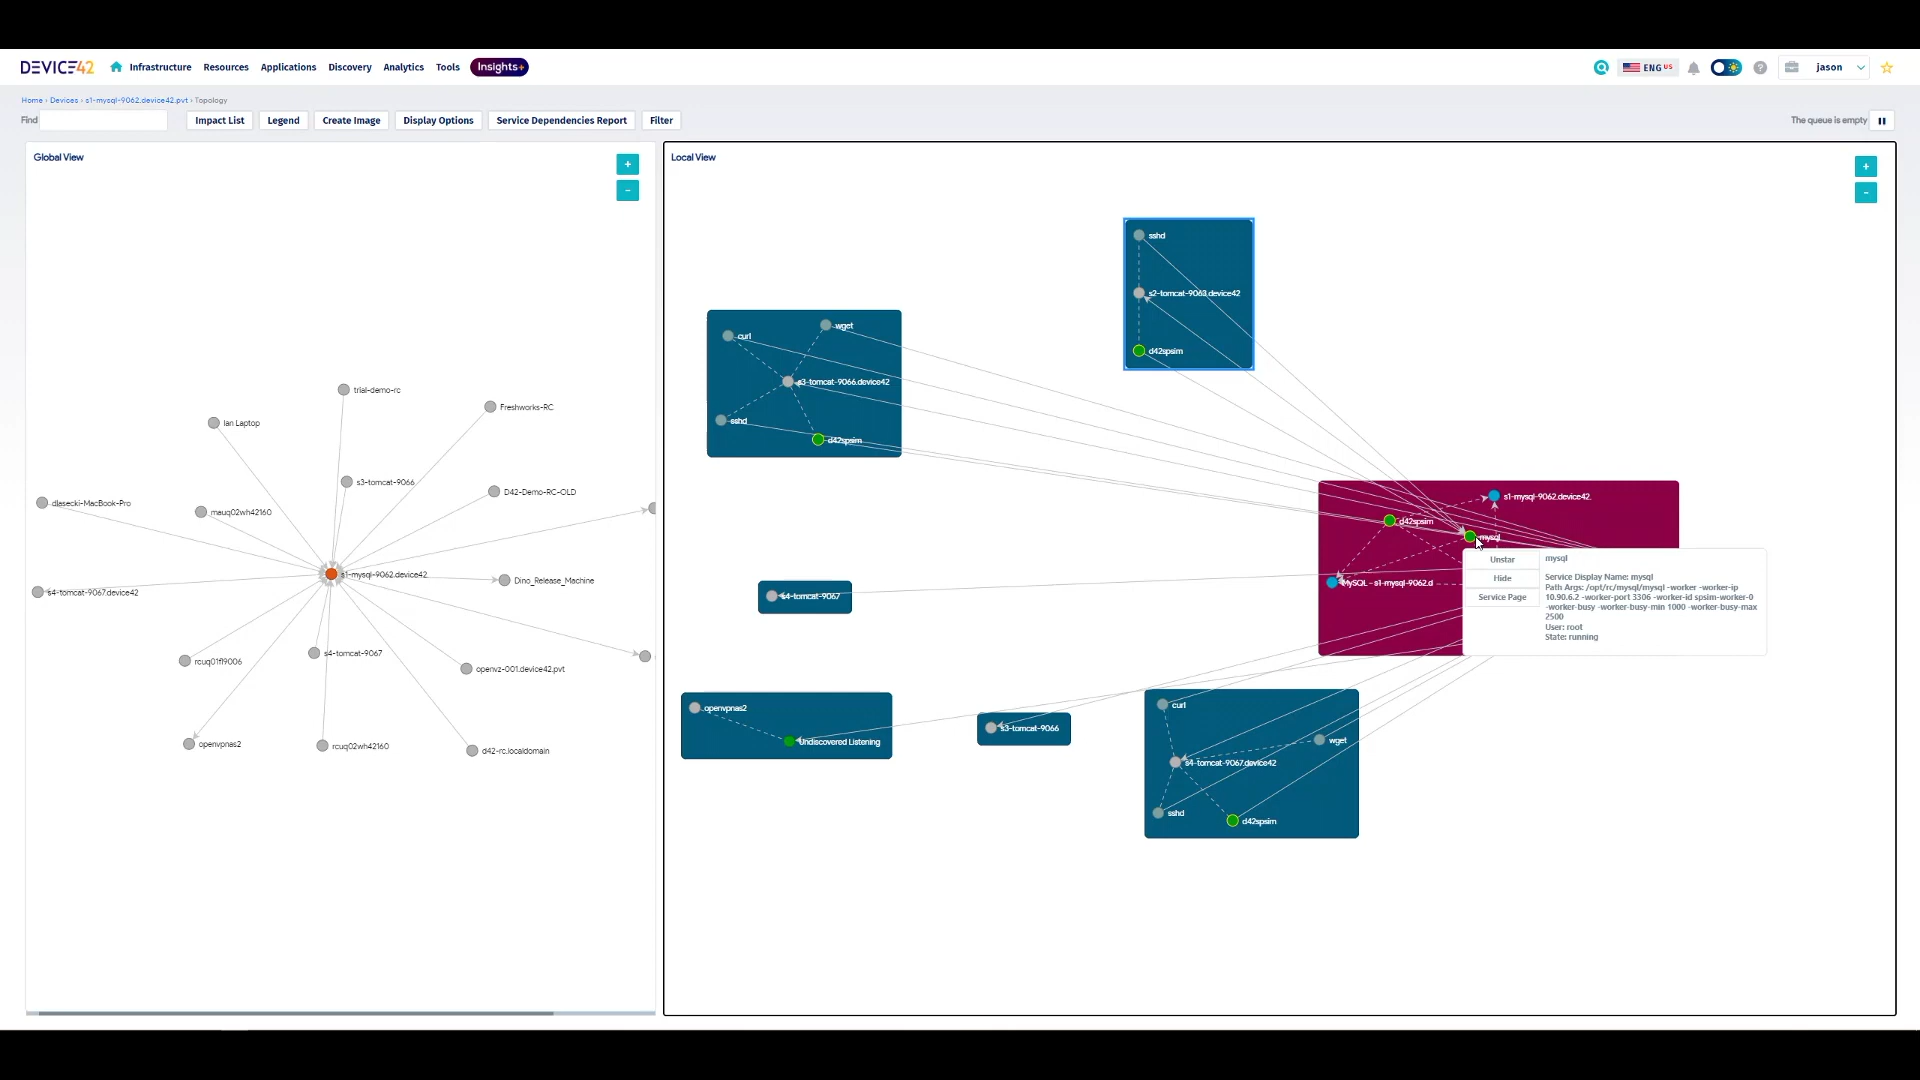 DEVICE42
Infrastructure
Resources
Applications
Discovery
Analytics
Tools
Insights+
ENG US
jason
Home › Devices › s1-mysql-9062.device42.pvt › Topology
Find
Impact List
Legend
Create Image
Display Options
Service Dependencies Report
Filter
The queue is empty
Global View
+
-
trial-demo-rc
Freshworks-RC
Ian Laptop
s3-tomcat-9066
D42-Demo-RC-OLD
dlasecki-MacBook-Pro
mauq02wh42160
s1-mysql-9062.device42
Dino_Release_Machine
s4-tomcat-9067.device42
s4-tomcat-9067
rcuq01f19006
openvz-001.device42.pvt
openvpnas2
rcuq02wh42160
d42-rc.localdomain
Local View
+
-
sshd
s2-tomcat-9063.device42
d42spsim
wget
curl
s3-tomcat-9066.device42
sshd
d42spsim
s1-mysql-9062.device42.
d42spsim
mysql
MySQL - s1-mysql-9062.d
Unstar
Hide
Service Page
mysql
Service Display Name: mysql
Path Args: /opt/rc/mysql/mysql -worker -worker-ip
10.90.6.2 -worker-port 3306 -worker-id spsim-worker-0
-worker-busy -worker-busy-min 1000 -worker-busy-max
2500
User: root
State: running
s4-tomcat-9067
openvpnas2
Undiscovered Listening
s3-tomcat-9066
curl
wget
s4-tomcat-9067.device42
sshd
d42spsim